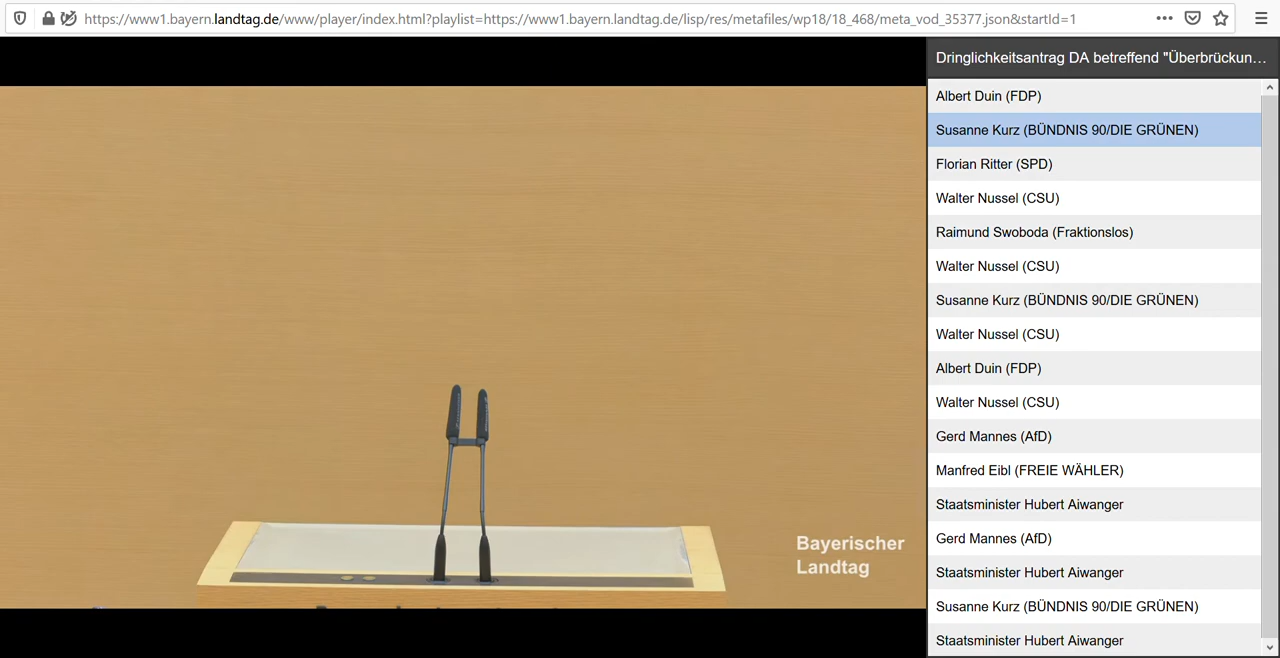 https://www1.bayern.landtag.de/www/player/index.html?playlist=https://www1.bayern.landtag.de/lisp/res/metafiles/wp18/18_468/meta_vod_35377.json&startId=1
Dringlichkeitsantrag DA betreffend "Überbrückun...
Albert Duin (FDP)
Susanne Kurz (BÜNDNIS 90/DIE GRÜNEN)
Florian Ritter (SPD)
Walter Nussel (CSU)
Raimund Swoboda (Fraktionslos)
Walter Nussel (CSU)
Susanne Kurz (BÜNDNIS 90/DIE GRÜNEN)
Walter Nussel (CSU)
Albert Duin (FDP)
Walter Nussel (CSU)
Gerd Mannes (AfD)
Manfred Eibl (FREIE WÄHLER)
Staatsminister Hubert Aiwanger
Gerd Mannes (AfD)
Staatsminister Hubert Aiwanger
Susanne Kurz (BÜNDNIS 90/DIE GRÜNEN)
Staatsminister Hubert Aiwanger
Bayerischer
Landtag